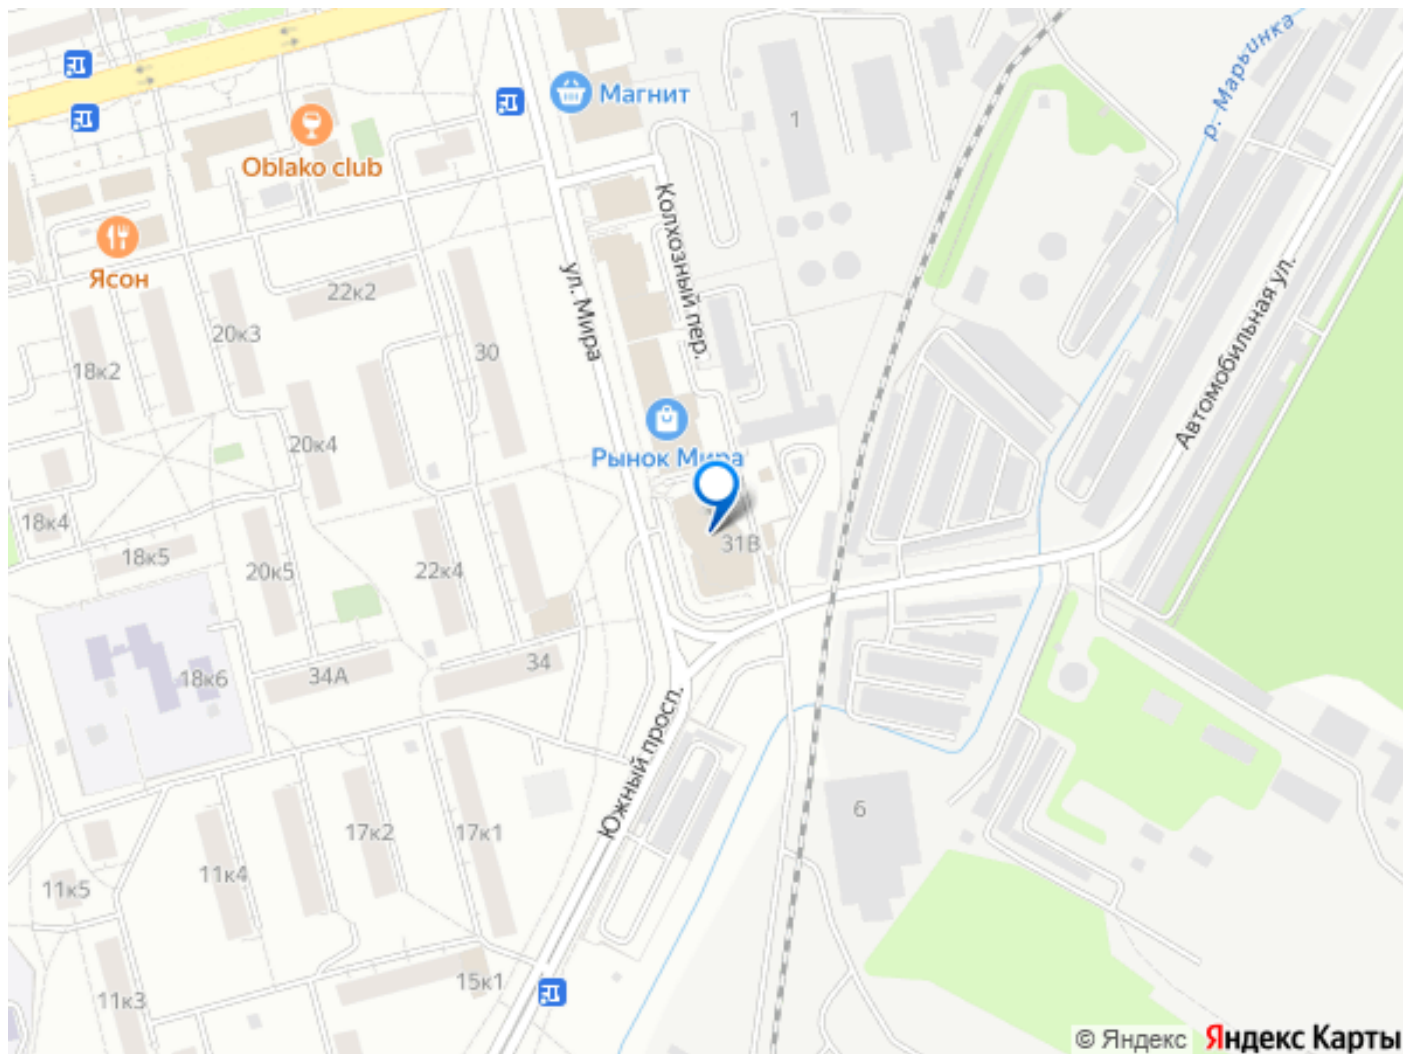 р. Марьинка
Магнит
1
Oblako club
Колхозный пер.
Ясон
ул. Мира
22к2
20к3
30
18к2
Автомобильная ул.
20к4
Рынок Мира
18к4
31В
18к5
20к5
22к4
34
34А
18к6
Южный просп.
6
17к2
17к1
11к4
11к5
15к1
11к3
© Яндекс Яндекс Карты